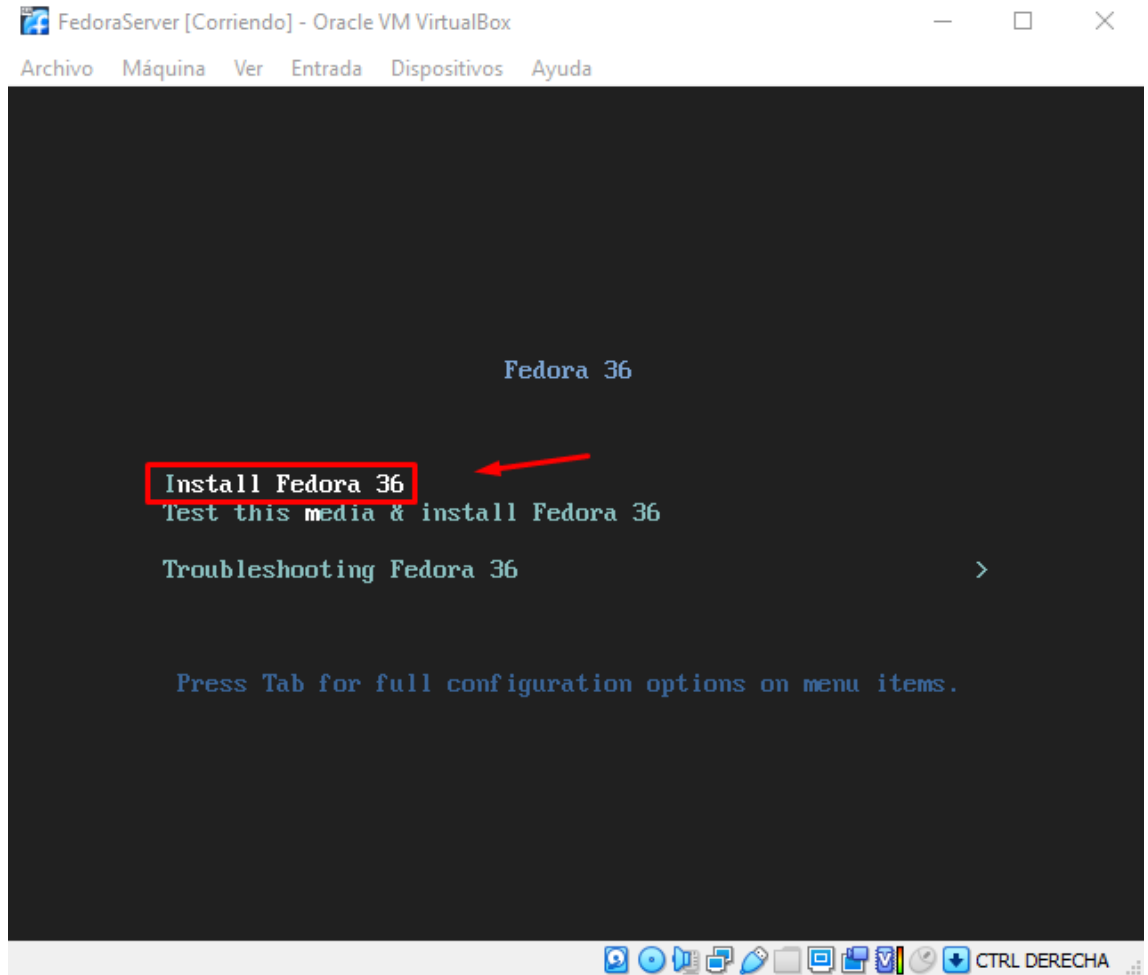 FedoraServer [Corriendo] - Oracle VM VirtualBox
Archivo Máquina Ver Entrada Dispositivos Ayuda
Fedora 36
Install Fedora 36
Test this media & install Fedora 36
Troubleshooting Fedora 36 >
Press Tab for full configuration options on menu items.
CTRL DERECHA